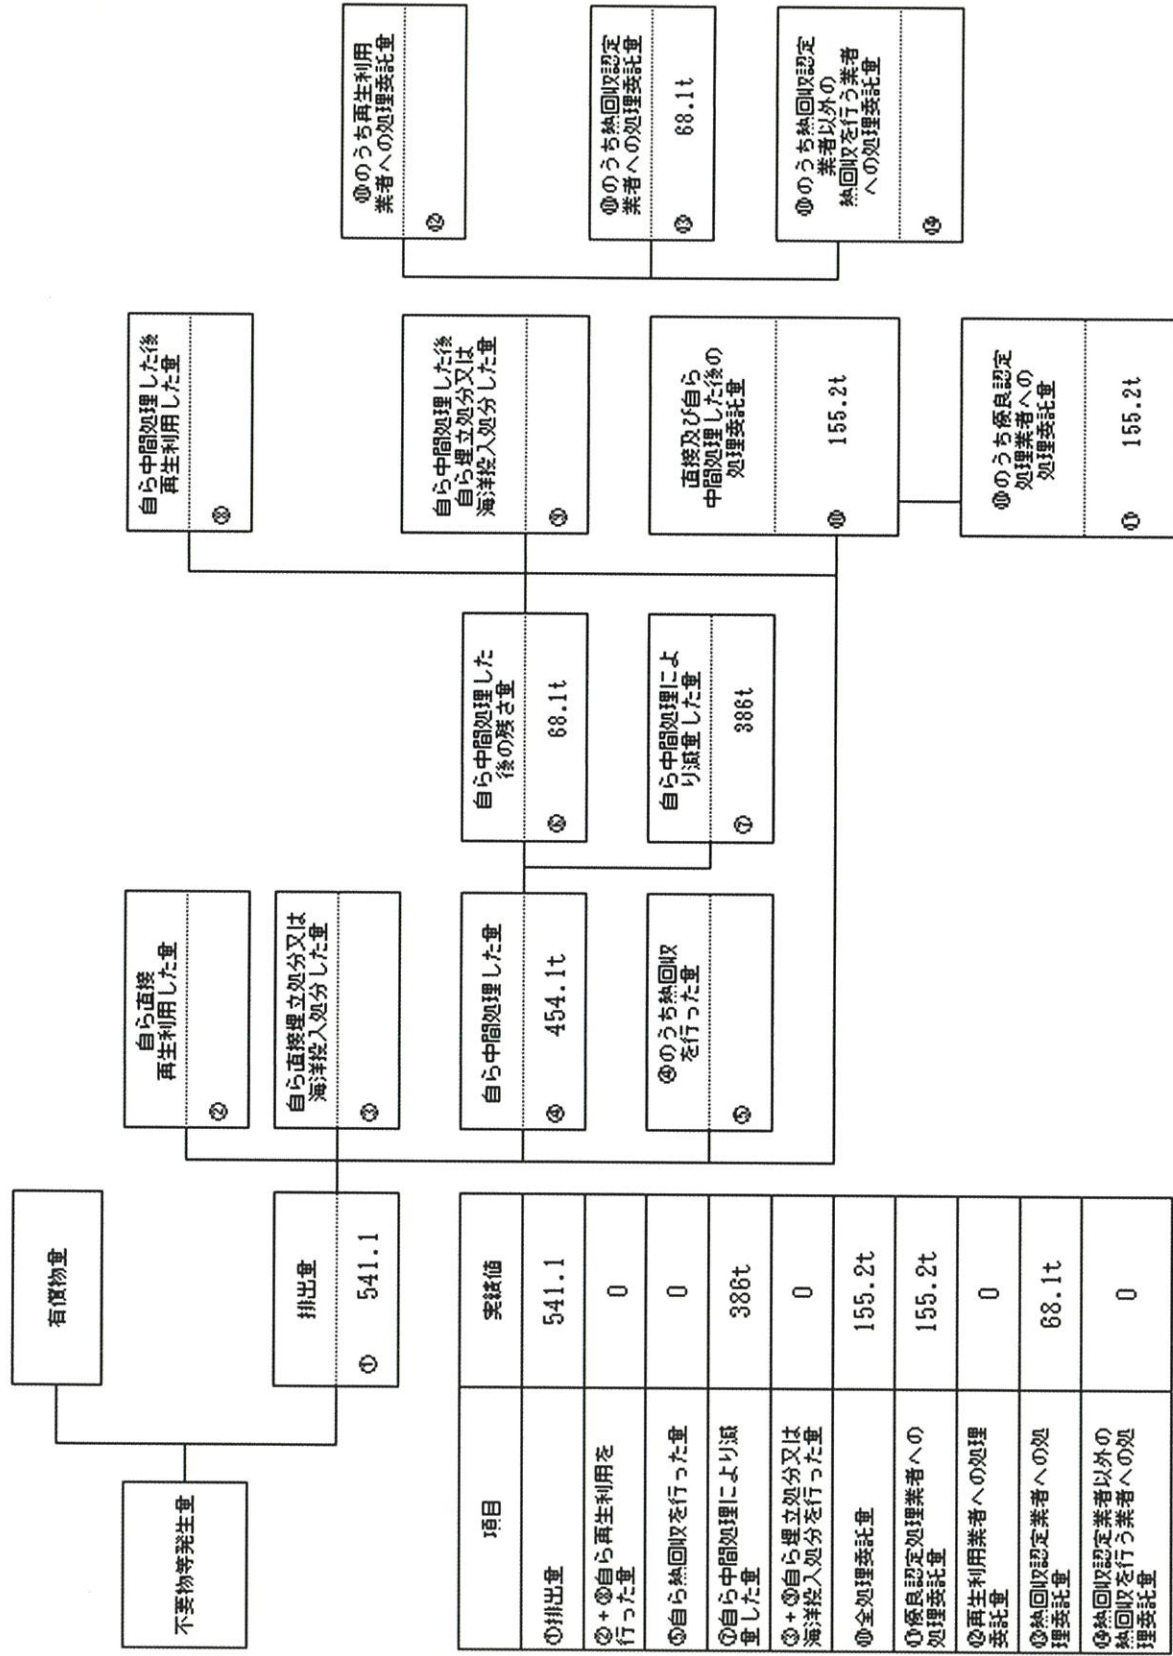 不要物等発生量
有償物量
排出量
① 541.1
自ら直接
再生利用した量
②
自ら直接埋立処分又は
海洋投入処分した量
③
自ら中間処理した量
④ 454.1t
④のうち熱回収
を行った量
⑤
自ら中間処理した
後の残さ量
⑥ 68.1t
自ら中間処理によ
り減量した量
⑦ 386t
自ら中間処理した後
再生利用した量
⑧
自ら中間処理した後
自ら埋立処分又は
海洋投入処分した量
⑨
直接及び自ら
中間処理した後の
処理委託量
⑩ 155.2t
⑩のうち優良認定
処理業者への
処理委託量
⑪ 155.2t
⑩のうち再生利用
業者への処理委託量
⑫
⑩のうち熱回収認定
業者への処理委託量
⑬ 68.1t
⑩のうち熱回収認定
業者以外の
熱回収を行う業者
への処理委託量
⑭
項目 実績値
①排出量 541.1
②+⑧自ら再生利用を
行った量 0
⑤自ら熱回収を行った量 0
⑦自ら中間処理により減
量した量 386t
③+⑨自ら埋立処分又は
海洋投入処分を行った量 0
⑩全処理委託量 155.2t
⑪優良認定処理業者への
処理委託量 155.2t
⑫再生利用業者への処理
委託量 0
⑬熱回収認定業者への処
理委託量 68.1t
⑭熱回収認定業者以外の
熱回収を行う業者への処
理委託量 0